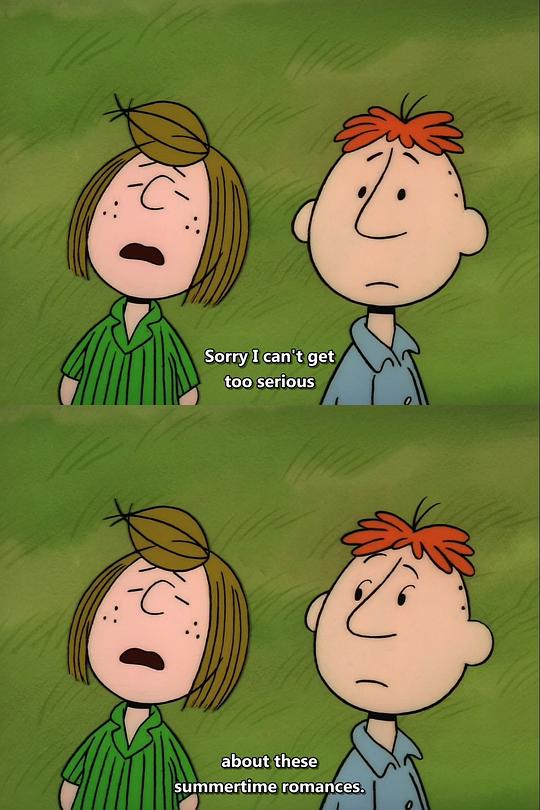 Sorry I can't get
too serious
about these
summertime romances.